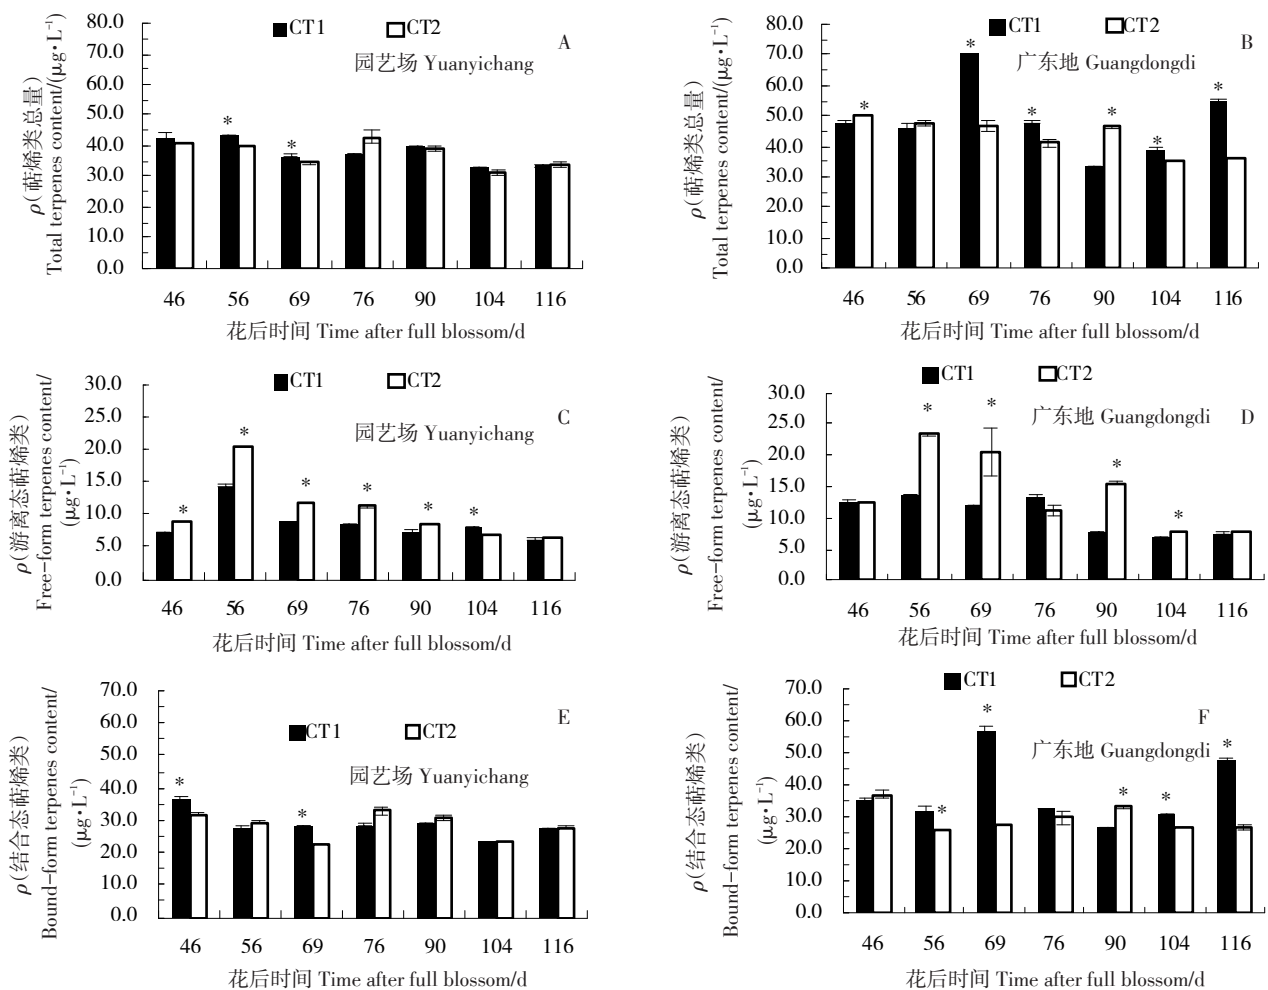 CT1 CT2
园艺场 Yuanyichang
A
ρ(萜烯类总量)
Total terpenes content/(μg·L⁻¹)
80.0
70.0
60.0
50.0
40.0
30.0
20.0
10.0
0.0
* *
46 56 69 76 90 104 116
花后时间 Time after full blossom/d
CT1 CT2
广东地 Guangdongdi
B
ρ(萜烯类总量)
Total terpenes content/(μg·L⁻¹)
80.0
70.0
60.0
50.0
40.0
30.0
20.0
10.0
0.0
* * * * * *
46 56 69 76 90 104 116
花后时间 Time after full blossom/d
CT1 CT2
园艺场 Yuanyichang
C
ρ(游离态萜烯类)
Free-form terpenes content/
(μg·L⁻¹)
30.0
25.0
20.0
15.0
10.0
5.0
0.0
* * * * * *
46 56 69 76 90 104 116
花后时间 Time after full blossom/d
CT1 CT2
广东地 Guangdongdi
D
ρ(游离态萜烯类)
Free-form terpenes content/
(μg·L⁻¹)
30.0
25.0
20.0
15.0
10.0
5.0
0.0
* * * *
46 56 69 76 90 104 116
花后时间 Time after full blossom/d
CT1 CT2
园艺场 Yuanyichang
E
ρ(结合态萜烯类)
Bound-form terpenes content/
(μg·L⁻¹)
70.0
60.0
50.0
40.0
30.0
20.0
10.0
0.0
* *
46 56 69 76 90 104 116
花后时间 Time after full blossom/d
CT1 CT2
广东地 Guangdongdi
F
ρ(结合态萜烯类)
Bound-form terpenes content/
(μg·L⁻¹)
70.0
60.0
50.0
40.0
30.0
20.0
10.0
0.0
* * * * *
46 56 69 76 90 104 116
花后时间 Time after full blossom/d